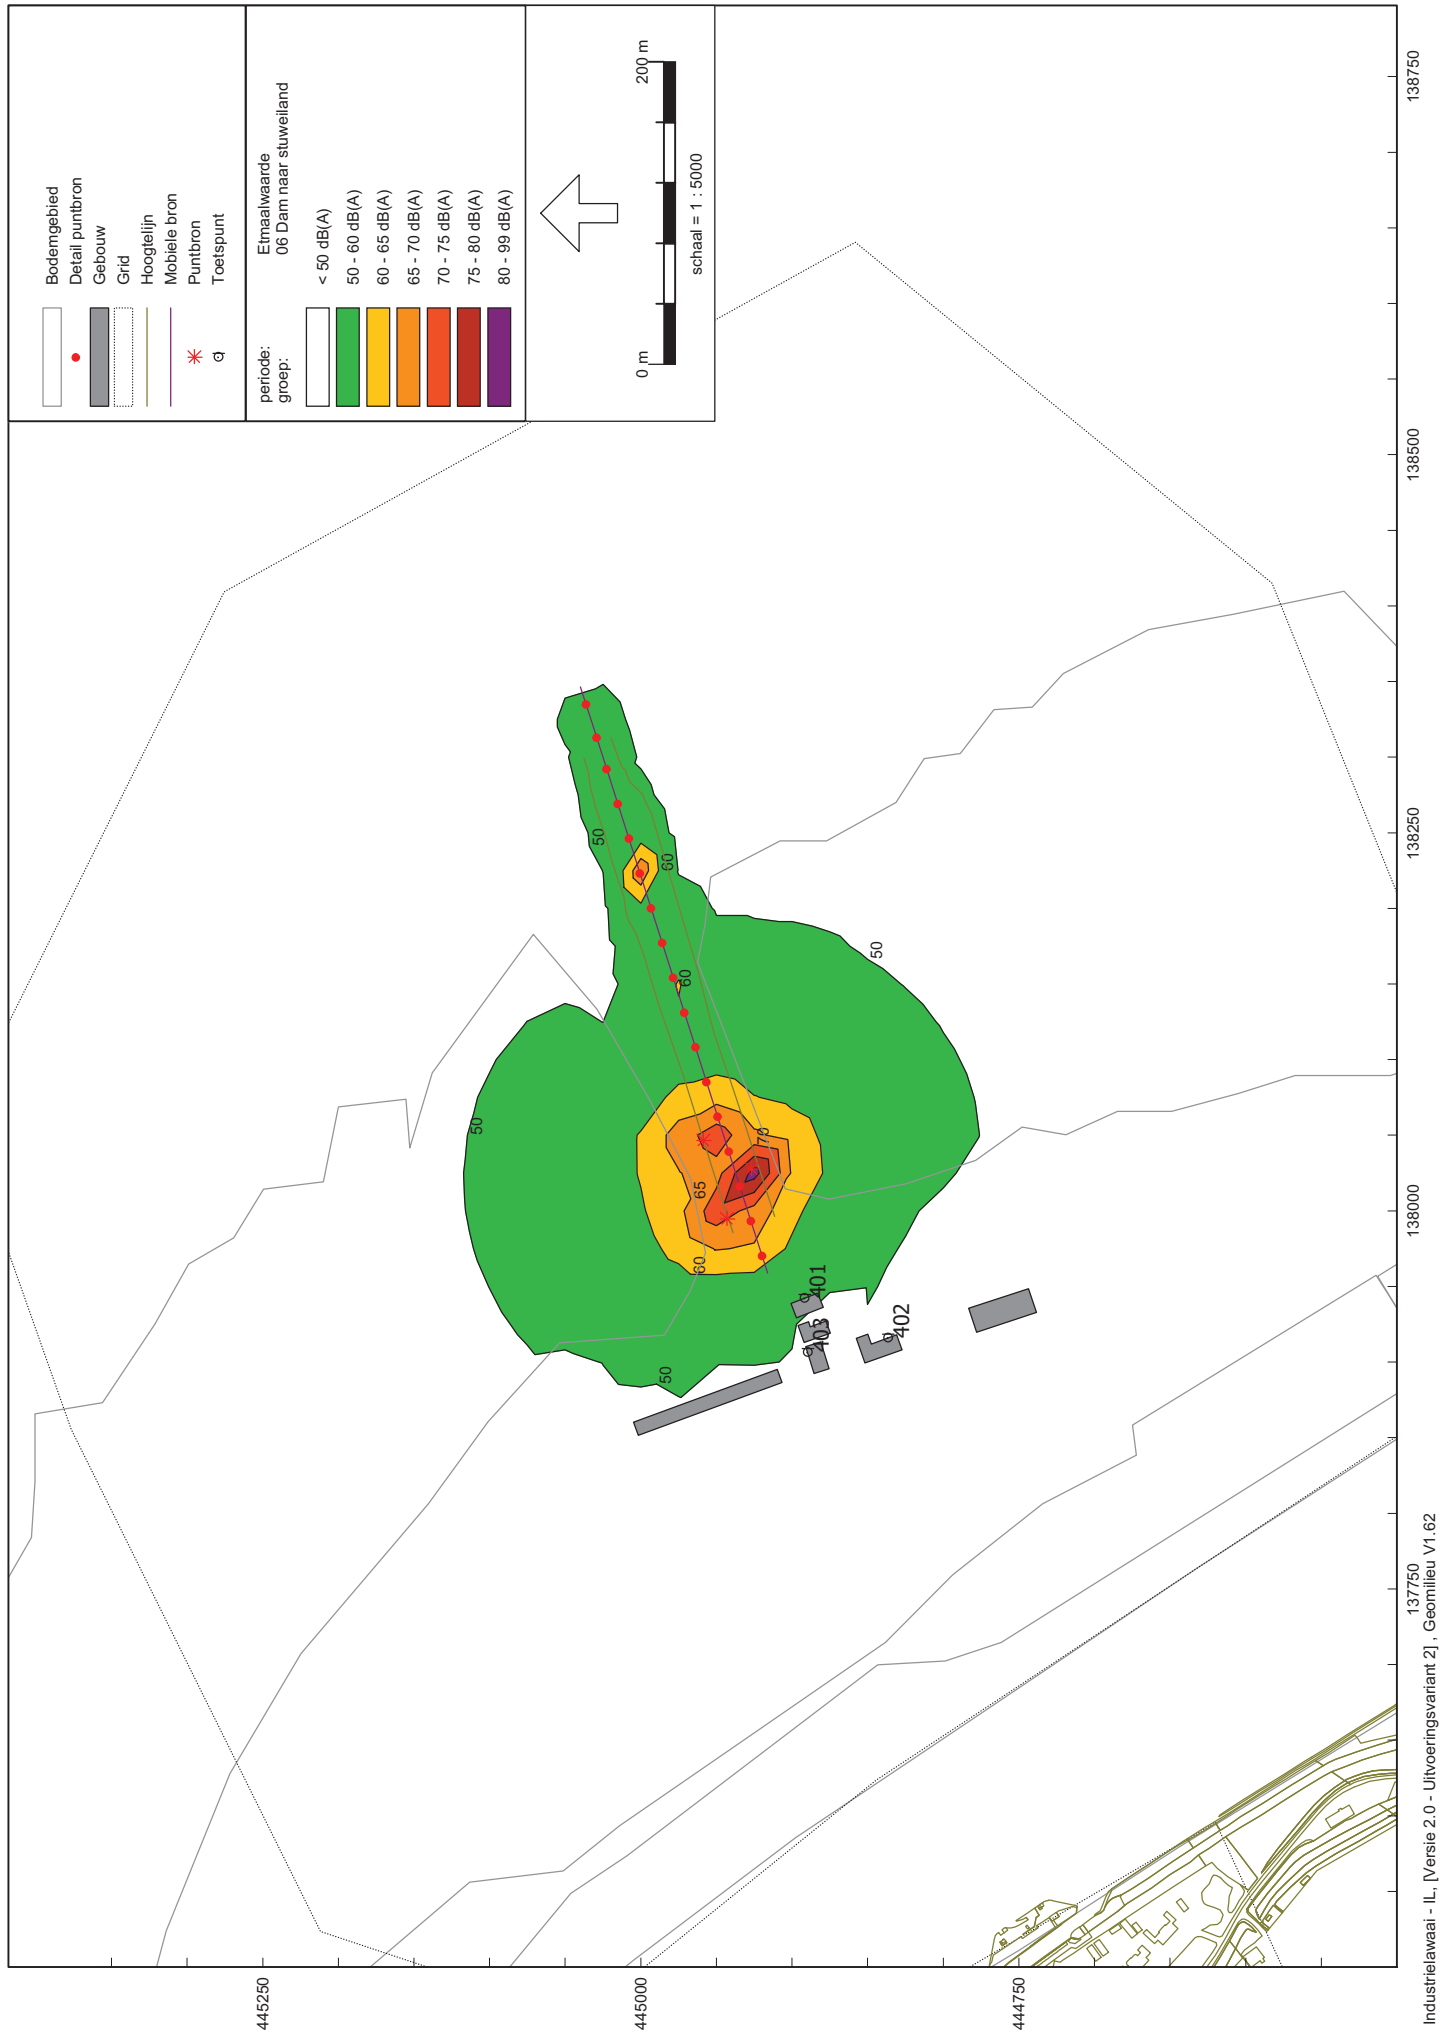 Bodemgebied
Detail puntbron
Gebouw
Grid
Hoogtelijn
Mobiele bron
Puntbron
Toetspunt
periode: Etmaalwaarde
groep: 06 Dam naar stuweiland
< 50 dB(A)
50 - 60 dB(A)
60 - 65 dB(A)
65 - 70 dB(A)
70 - 75 dB(A)
75 - 80 dB(A)
80 - 99 dB(A)
0 m 200 m
schaal = 1 : 5000
50
50
60
60
50
70
65
60
50
401
403
402
445250
445000
444750
137750
138000
138250
138500
138750
Industrielawaai - IL, [Versie 2.0 - Uitvoeringsvariant 2] , Geomilieu V1.62